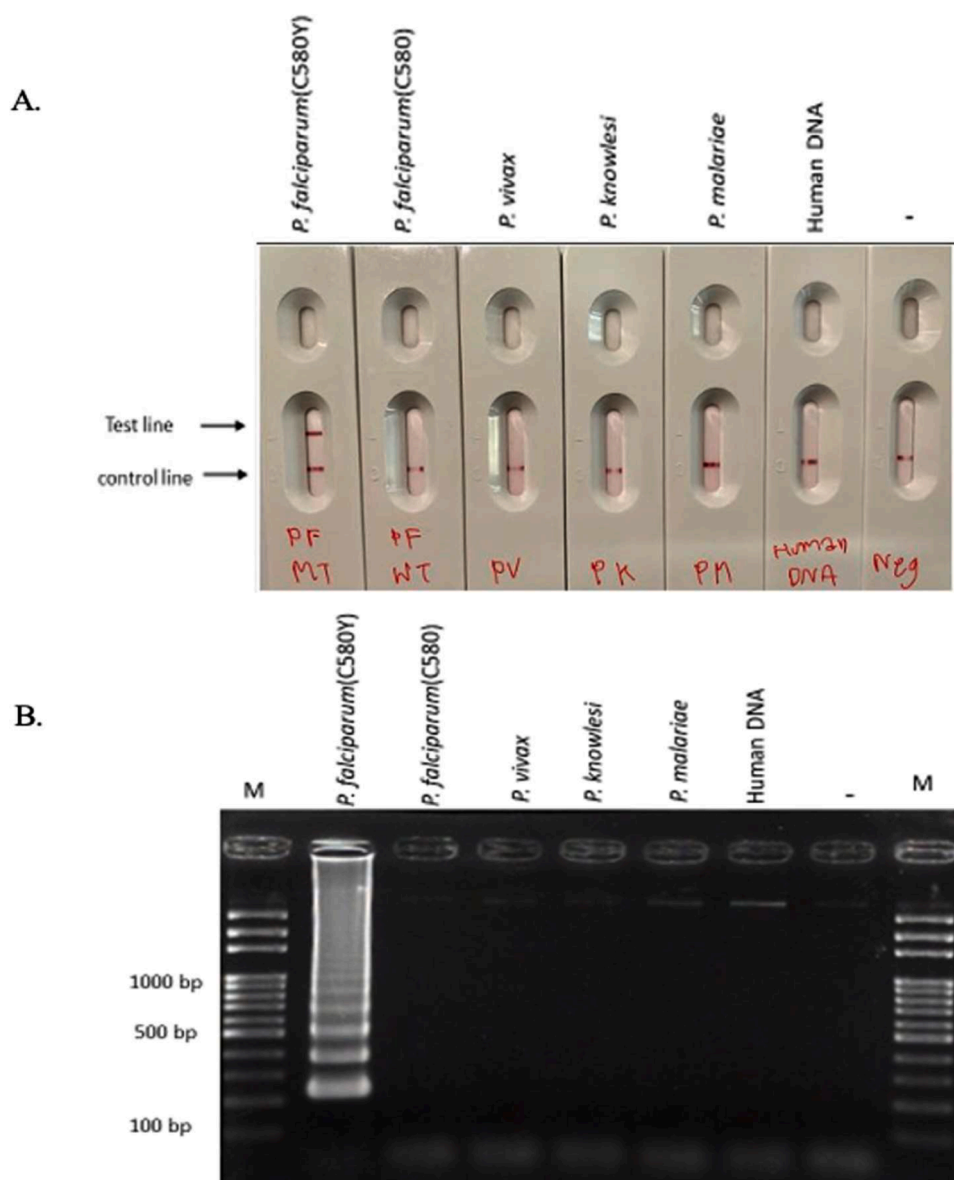 A.
P. falciparum(C580Y)
P. falciparum(C580)
P. vivax
P. knowlesi
P. malariae
Human DNA
-
Test line
control line
PF
MT
PF
WT
PV
PK
PM
Human
DNA
Neg
B.
M
P. falciparum(C580Y)
P. falciparum(C580)
P. vivax
P. knowlesi
P. malariae
Human DNA
-
M
1000 bp
500 bp
100 bp